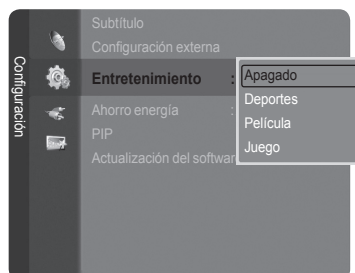 Configuración
Subtítulo
Configuración externa
Entretenimiento :
Apagado
Deportes
Película
Juego
Ahorro energía :
PIP
Actualización del softwar